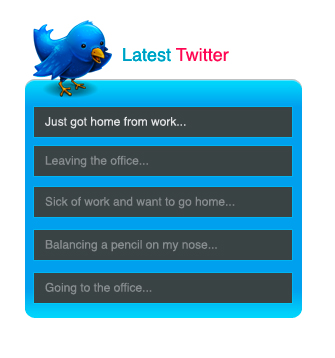 Latest Twitter
Just got home from work...
Leaving the office...
Sick of work and want to go home...
Balancing a pencil on my nose...
Going to the office...